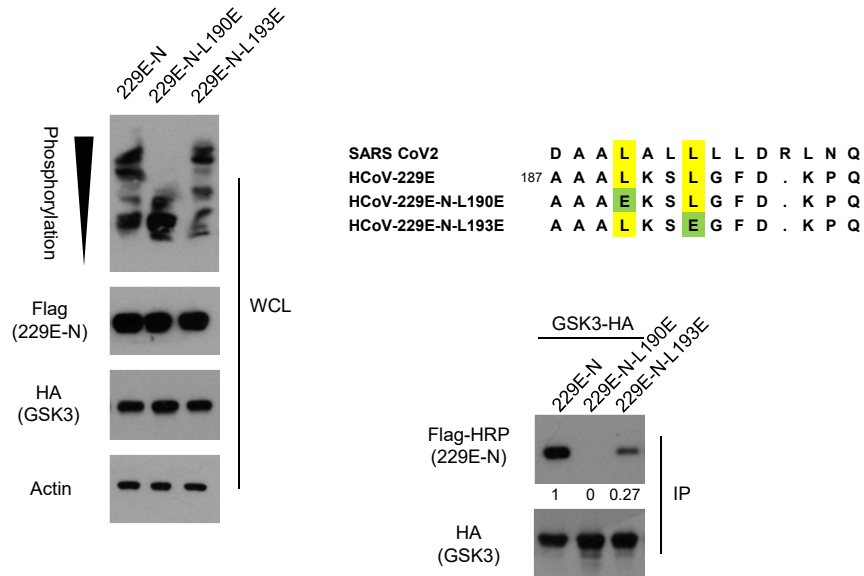 229E-N
229E-N-L190E
229E-N-L193E
Phosphorylation
Flag
(229E-N)
HA
(GSK3)
Actin
WCL
SARS CoV2 D A A L A L L L L D R L N Q
HCoV-229E 187 A A A L K S L G F D . K P Q
HCoV-229E-N-L190E A A A E K S L G F D . K P Q
HCoV-229E-N-L193E A A A L K S E G F D . K P Q
GSK3-HA
229E-N
229E-N-L190E
229E-N-L193E
Flag-HRP
(229E-N)
1 0 0.27
HA
(GSK3)
IP